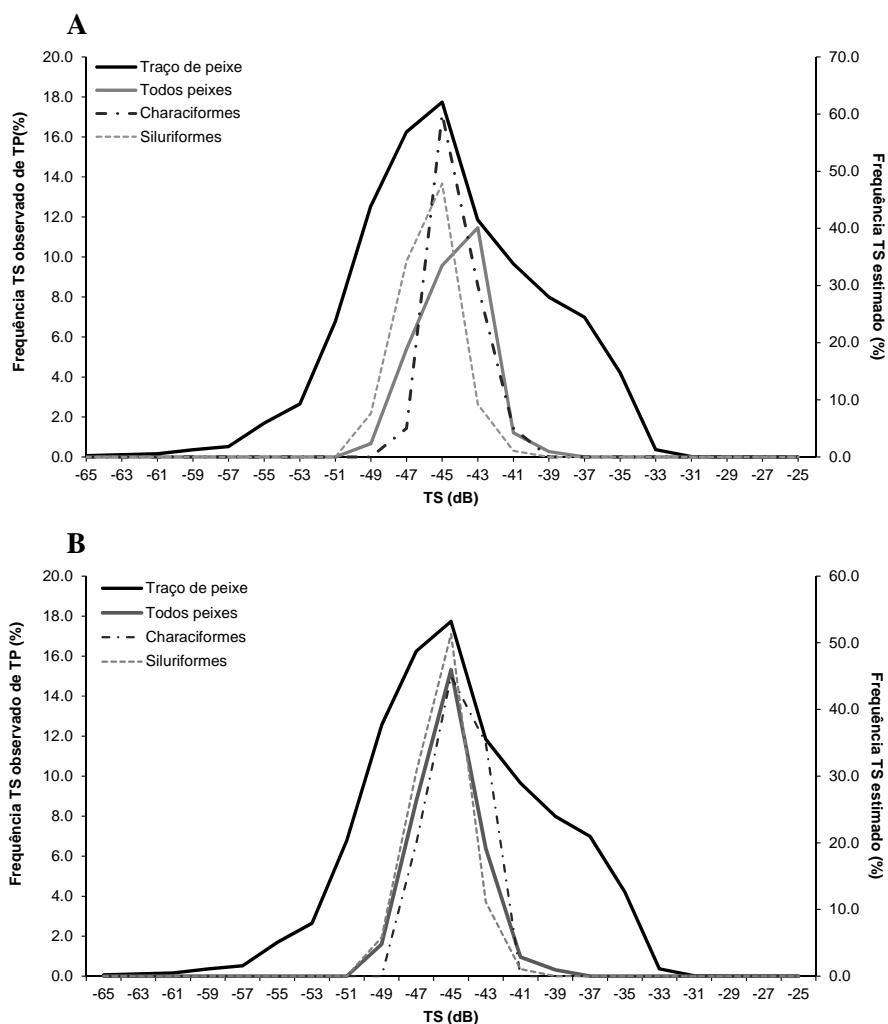 A
Traço de peixe
Todos peixes
Characiformes
Siluriformes
Frequência TS observado de TP(%)
20.0
18.0
16.0
14.0
12.0
10.0
8.0
6.0
4.0
2.0
0.0
70.0
60.0
50.0
40.0
30.0
20.0
10.0
0.0
Frequência TS estimado (%)
-65 -63 -61 -59 -57 -55 -53 -51 -49 -47 -45 -43 -41 -39 -37 -35 -33 -31 -29 -27 -25
TS (dB)
B
Traço de peixe
Todos peixes
Characiformes
Siluriformes
Frequência TS observado de TP (%)
20.0
18.0
16.0
14.0
12.0
10.0
8.0
6.0
4.0
2.0
0.0
60.0
50.0
40.0
30.0
20.0
10.0
0.0
Frequência TS estimado (%)
-65 -63 -61 -59 -57 -55 -53 -51 -49 -47 -45 -43 -41 -39 -37 -35 -33 -31 -29 -27 -25
TS (dB)